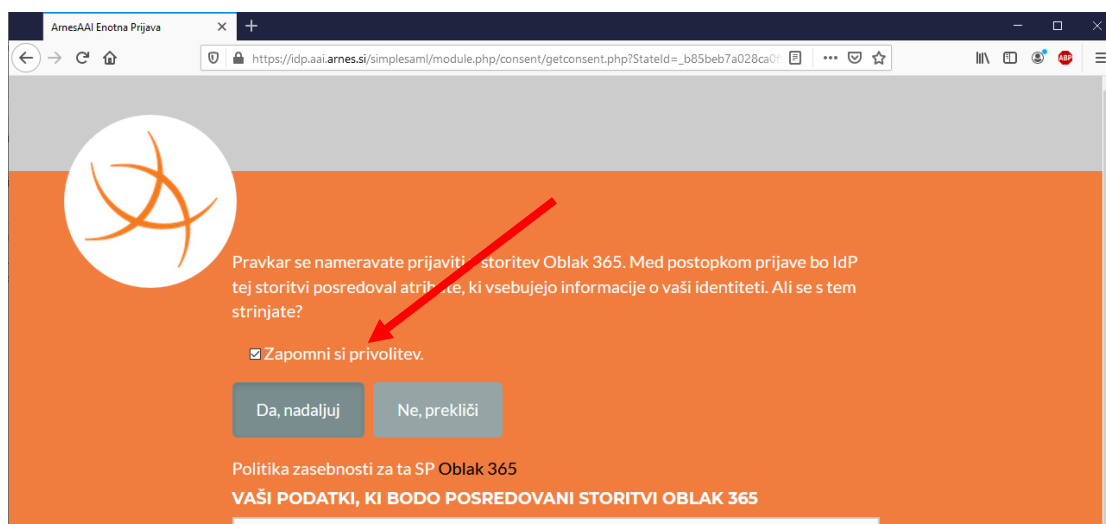 ArnesAAI Enotna Prijava
https://idp.aai.arnes.si/simplesaml/module.php/consent/getconsent.php?StateId=_b85beb7a028ca0f
ABP
Pravkar se nameravate prijaviti storitev Oblak 365. Med postopkom prijave bo IdP
tej storitvi posredoval atribute, ki vsebujejo informacije o vaši identiteti. Ali se s tem
strinjate?
Zapomni si privolitev.
Da, nadaljuj
Ne, prekliči
Politika zasebnosti za ta SP Oblak 365
VAŠI PODATKI, KI BODO POSREDOVANI STORITVI OBLAK 365